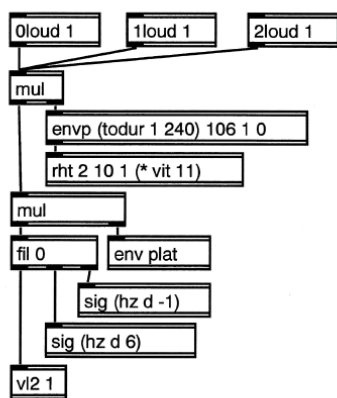 0loud 1 1loud 1 2loud 1
mul
envp (todur 1 240) 106 1 0
rht 2 10 1 (* vit 11)
mul
fil 0 env plat
sig (hz d -1)
sig (hz d 6)
vl2 1